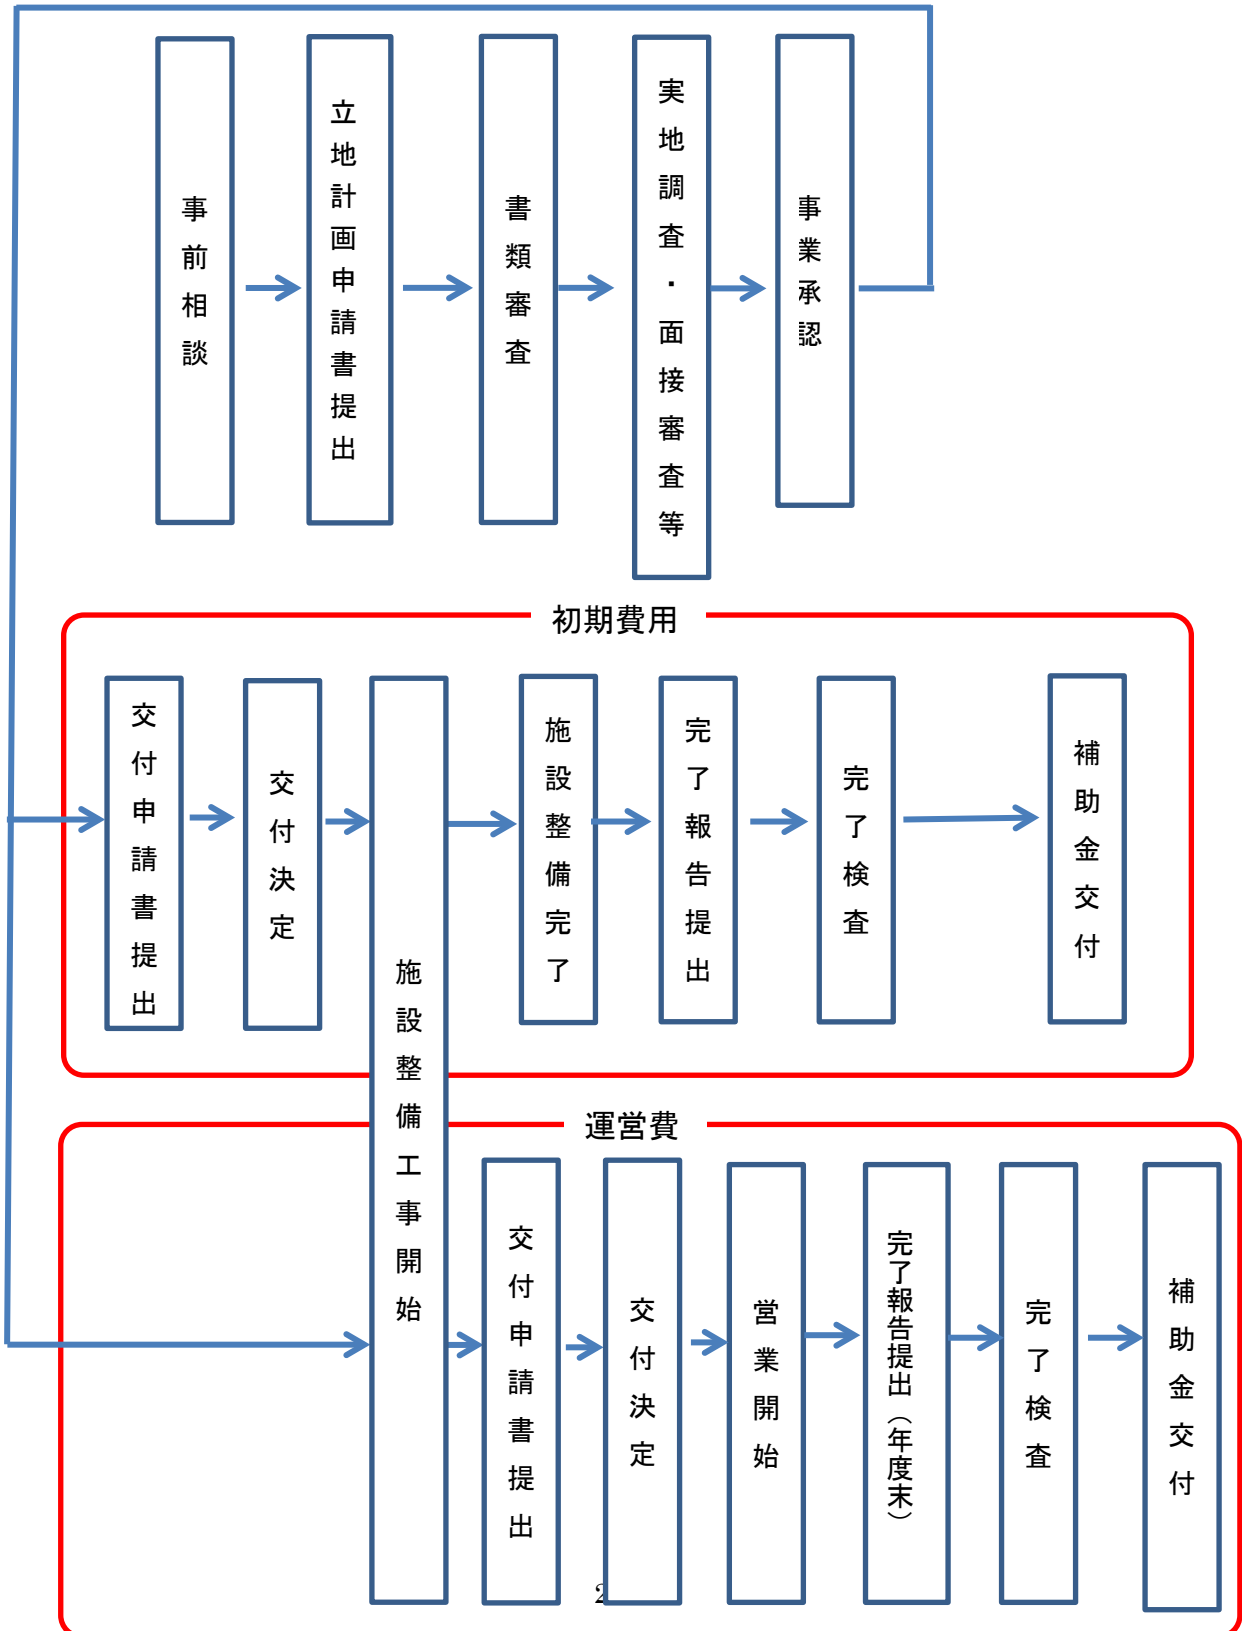 事前相談
立地計画申請書提出
書類審査
実地調査・面接審査等
事業承認
初期費用
交付申請書提出
交付決定
施設整備工事開始
施設整備完了
完了報告提出
完了検査
補助金交付
運営費
交付申請書提出
交付決定
営業開始
完了報告提出（年度末）
完了検査
補助金交付
2